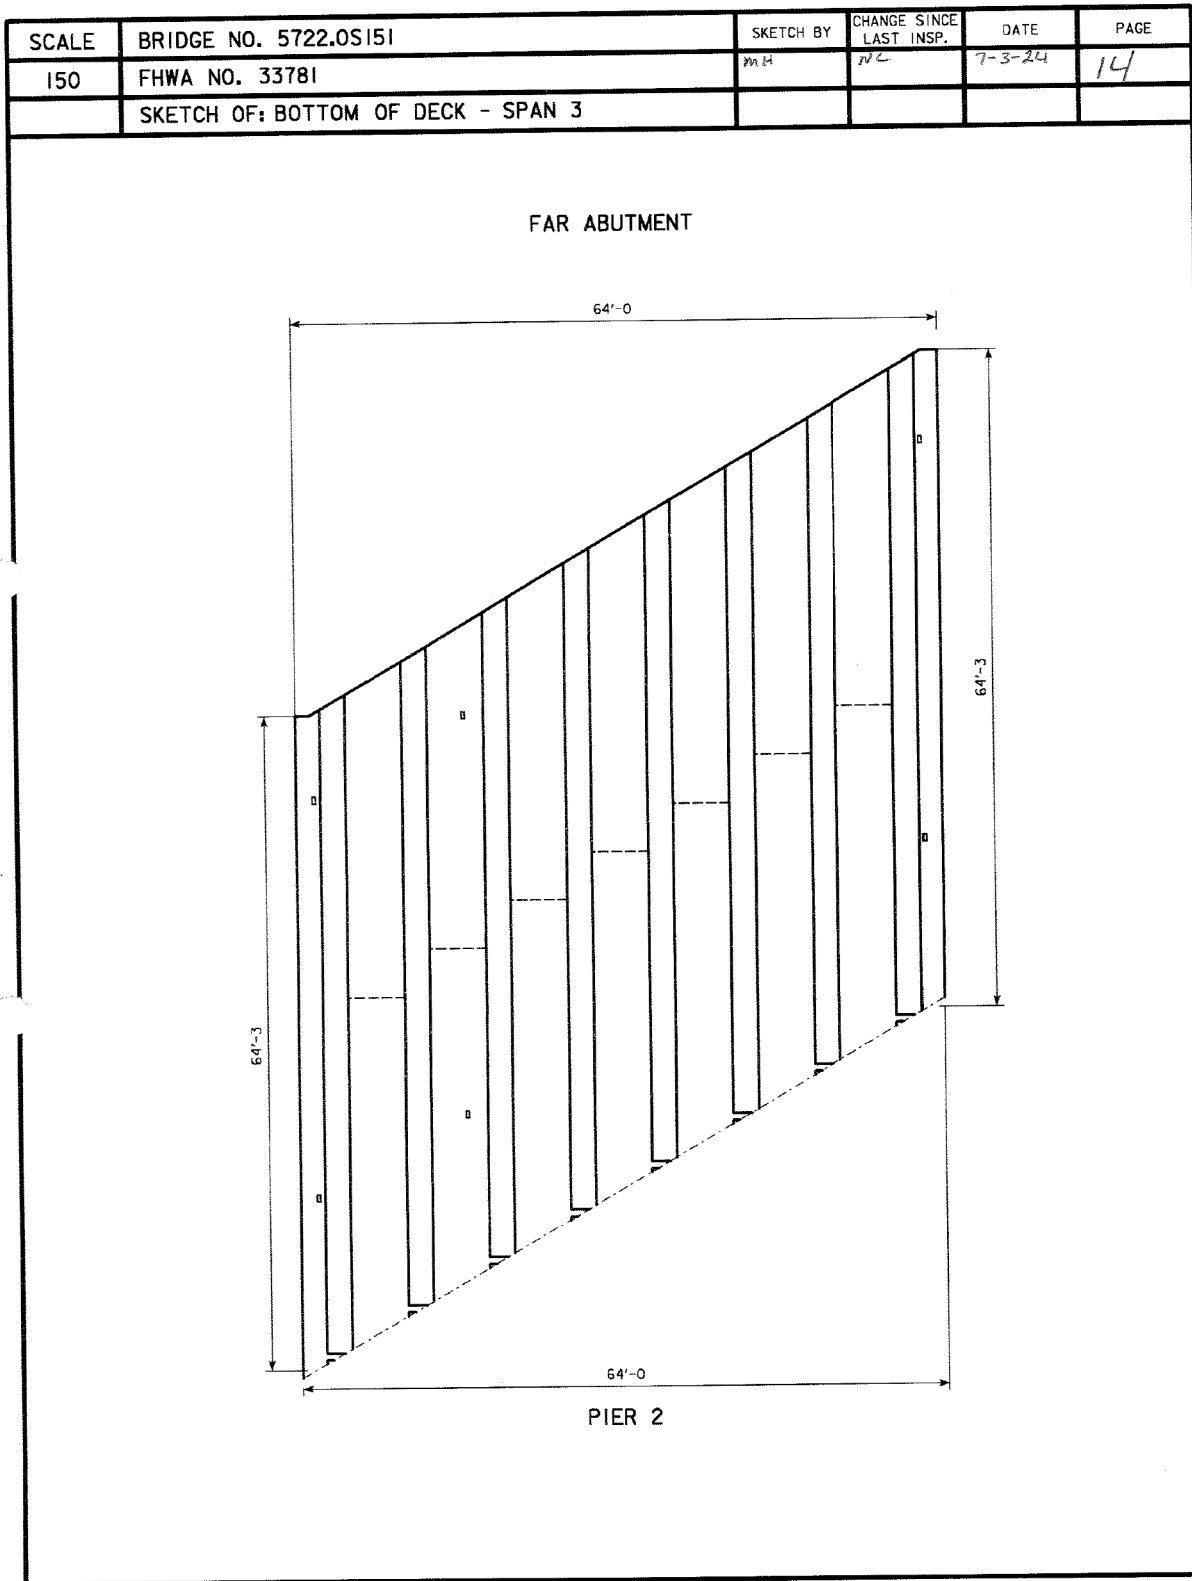 SCALE BRIDGE NO. 5722.0S151 SKETCH BY CHANGE SINCE LAST INSP. DATE PAGE
150 FHWA NO. 33781 MH NC 7-3-24 14
SKETCH OF: BOTTOM OF DECK - SPAN 3
FAR ABUTMENT
64'-0
64'-3
64'-3
64'-0
PIER 2